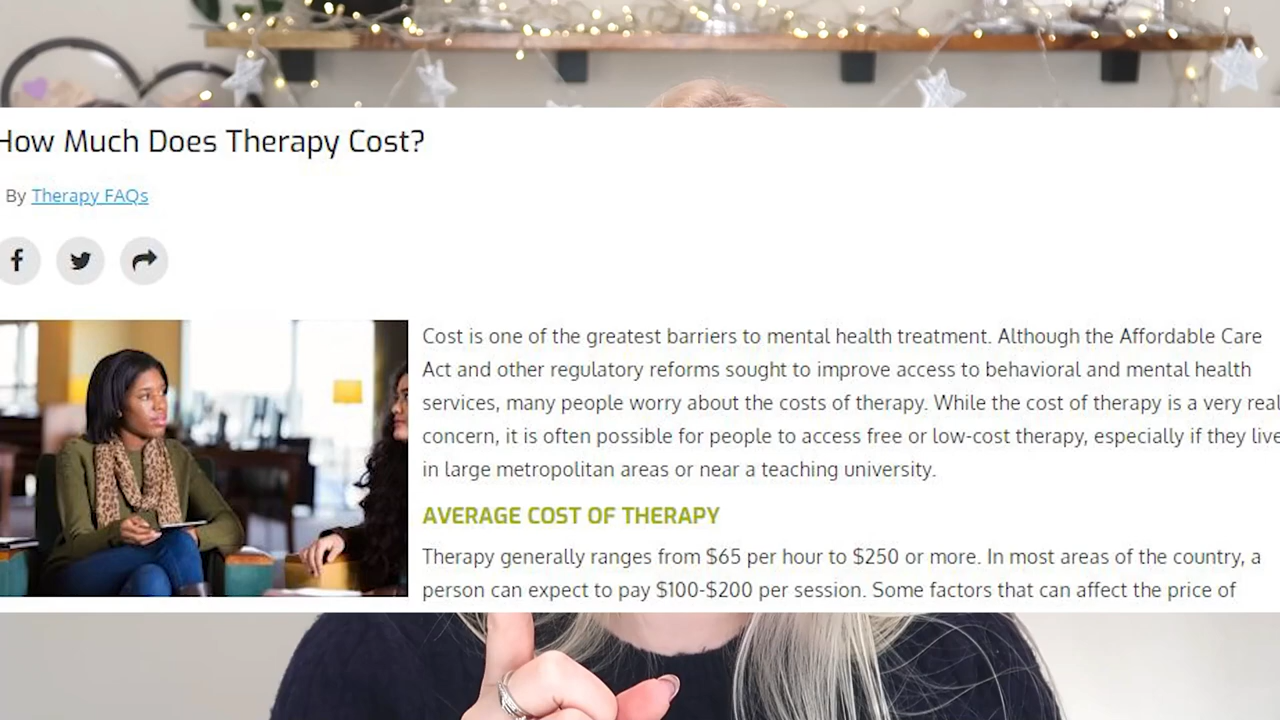 How Much Does Therapy Cost?
By Therapy FAQs
Cost is one of the greatest barriers to mental health treatment. Although the Affordable Care
Act and other regulatory reforms sought to improve access to behavioral and mental health
services, many people worry about the costs of therapy. While the cost of therapy is a very real
concern, it is often possible for people to access free or low-cost therapy, especially if they live
in large metropolitan areas or near a teaching university.
AVERAGE COST OF THERAPY
Therapy generally ranges from $65 per hour to $250 or more. In most areas of the country, a
person can expect to pay $100-$200 per session. Some factors that can affect the price of